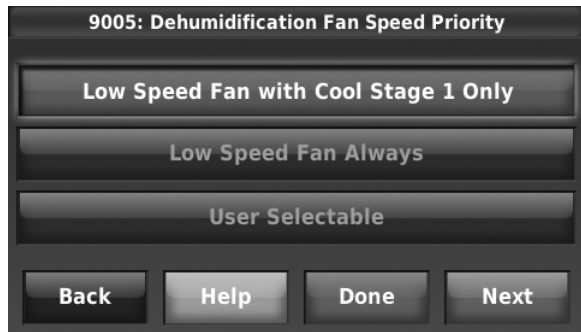 9005: Dehumidification Fan Speed Priority
Low Speed Fan with Cool Stage 1 Only
Low Speed Fan Always
User Selectable
Back Help Done Next